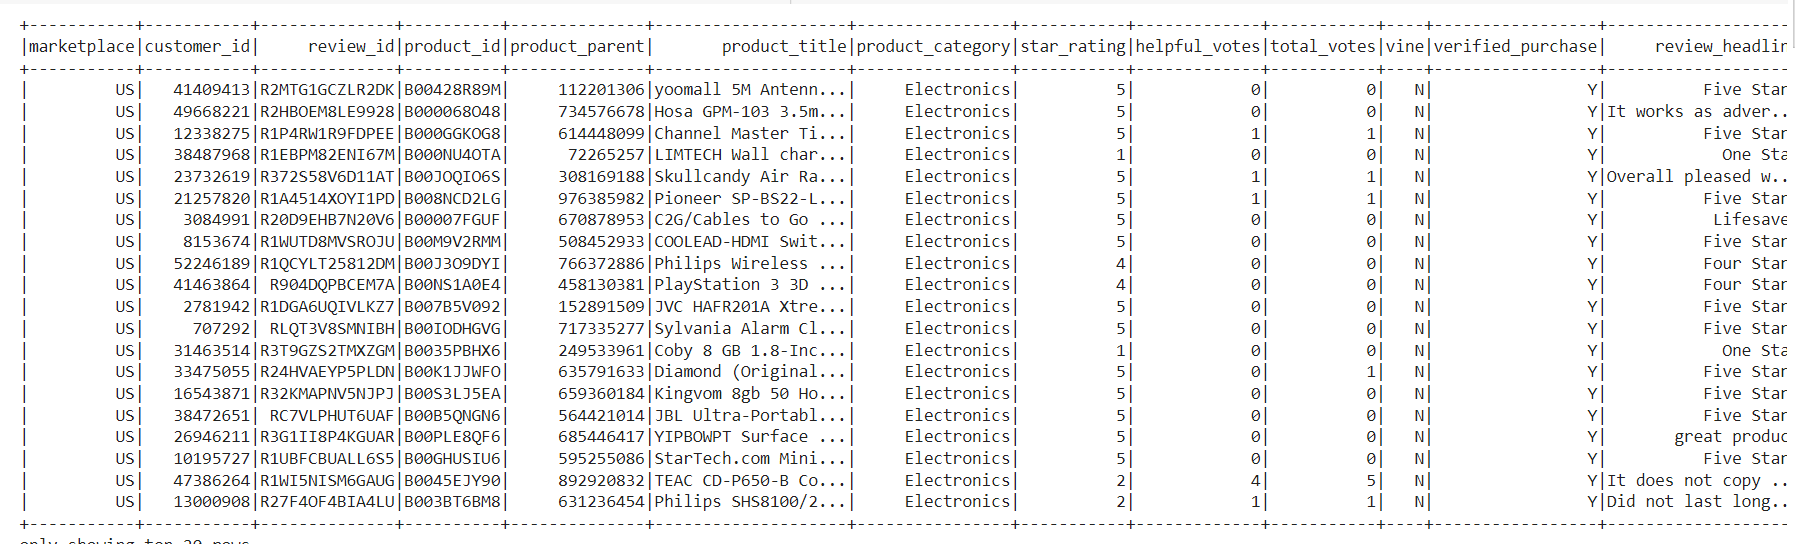 +-----------+-----------+--------------+----------+--------------+--------------------+----------------+-----------+-------------+-----------+----+-----------------+-------------------
|marketplace|customer_id|     review_id|product_id|product_parent|       product_title|product_category|star_rating|helpful_votes|total_votes|vine|verified_purchase|     review_headlin
+-----------+-----------+--------------+----------+--------------+--------------------+----------------+-----------+-------------+-----------+----+-----------------+-------------------
|         US|   41409413|R2MTG1GCZLR2DK|B00428R89M|     112201306|yoomall 5M Antenn...|     Electronics|          5|            0|          0|   N|                Y|          Five Star
|         US|   49668221|R2HBOEM8LE9928|B000068O48|     734576678|Hosa GPM-103 3.5m...|     Electronics|          5|            0|          0|   N|                Y|It works as adver..
|         US|   12338275|R1P4RW1R9FDPEE|B000GGKOG8|     614448099|Channel Master Ti...|     Electronics|          5|            1|          1|   N|                Y|          Five Star
|         US|   38487968|R1EBPM82ENI67M|B000NU4OTA|      72265257|LIMTECH Wall char...|     Electronics|          1|            0|          0|   N|                Y|            One Sta
|         US|   23732619|R372S58V6D11AT|B00JOQIO6S|     308169188|Skullcandy Air Ra...|     Electronics|          5|            1|          1|   N|                Y|Overall pleased w..
|         US|   21257820|R1A4514XOYI1PD|B008NCD2LG|     976385982|Pioneer SP-BS22-L...|     Electronics|          5|            1|          1|   N|                Y|          Five Star
|         US|    3084991|R20D9EHB7N20V6|B00007FGUF|     670878953|C2G/Cables to Go ...|     Electronics|          5|            0|          0|   N|                Y|           Lifesave
|         US|    8153674|R1WUTD8MVSROJU|B00M9V2RMM|     508452933|COOLEAD-HDMI Swit...|     Electronics|          5|            0|          0|   N|                Y|          Five Star
|         US|   52246189|R1QCYLT25812DM|B00J3O9DYI|     766372886|Philips Wireless ...|     Electronics|          4|            0|          0|   N|                Y|          Four Star
|         US|   41463864| R904DQPBCEM7A|B00NS1A0E4|     458130381|PlayStation 3 3D ...|     Electronics|          4|            0|          0|   N|                Y|          Four Star
|         US|    2781942|R1DGA6UQIVLKZ7|B007B5V092|     152891509|JVC HAFR201A Xtre...|     Electronics|          5|            0|          0|   N|                Y|          Five Star
|         US|     707292| RLQT3V8SMNIBH|B00IODHGVG|     717335277|Sylvania Alarm Cl...|     Electronics|          5|            0|          0|   N|                Y|          Five Star
|         US|   31463514|R3T9GZS2TMXZGM|B0035PBHX6|     249533961|Coby 8 GB 1.8-Inc...|     Electronics|          1|            0|          0|   N|                Y|            One Sta
|         US|   33475055|R24HVAEYP5PLDN|B00K1JJWFO|     635791633|Diamond (Original...|     Electronics|          5|            0|          1|   N|                Y|          Five Star
|         US|   16543871|R32KMAPNV5NJPJ|B00S3LJ5EA|     659360184|Kingvom 8gb 50 Ho...|     Electronics|          5|            0|          0|   N|                Y|          Five Star
|         US|   38472651| RC7VLPHUT6UAF|B00B5QNGN6|     564421014|JBL Ultra-Portabl...|     Electronics|          5|            0|          0|   N|                Y|          Five Star
|         US|   26946211|R3G1II8P4KGUAR|B00PLE8QF6|     685446417|YIPBOWPT Surface ...|     Electronics|          5|            0|          0|   N|                Y|       great produc
|         US|   10195727|R1UBFCBUALL6S5|B00GHUSIU6|     595255086|StarTech.com Mini...|     Electronics|          5|            0|          0|   N|                Y|          Five Star
|         US|   47386264|R1WI5NISM6GAUG|B0045EJY90|     892920832|TEAC CD-P650-B Co...|     Electronics|          2|            4|          5|   N|                Y|It does not copy ..
|         US|   13000908|R27F4OF4BIA4LU|B003BT6BM8|     631236454|Philips SHS8100/2...|     Electronics|          2|            1|          1|   N|                Y|Did not last long..
+-----------+-----------+--------------+----------+--------------+--------------------+----------------+-----------+-------------+-----------+----+-----------------+-------------------
only showing top 20 rows